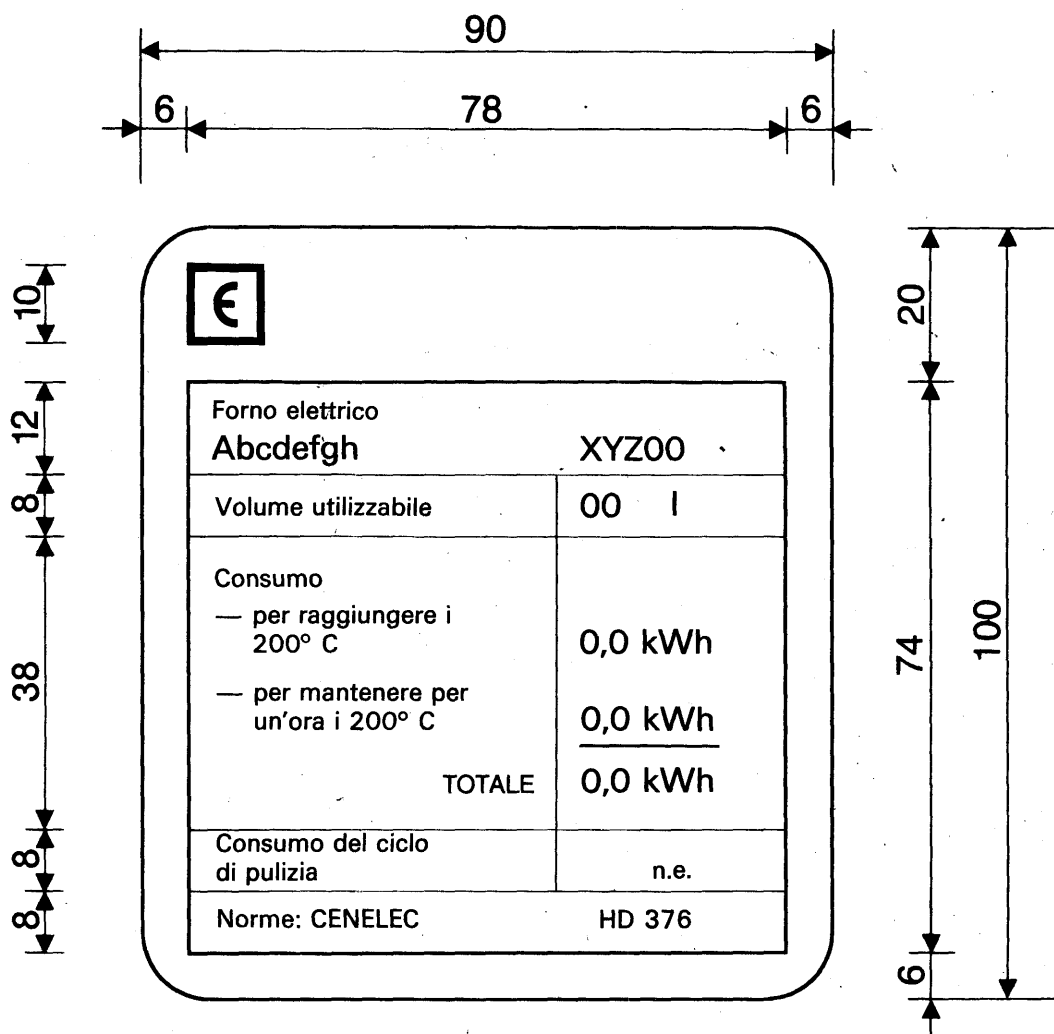 90
6 78 6
10
20
Є
12
Forno elettrico
Abcdefgh XYZ00
8
Volume utilizzabile 00 l
38
Consumo
— per raggiungere i
200° C 0,0 kWh
74
100
— per mantenere per
un'ora i 200° C 0,0 kWh
TOTALE 0,0 kWh
8
Consumo del ciclo
di pulizia n.e.
8
Norme: CENELEC HD 376
6